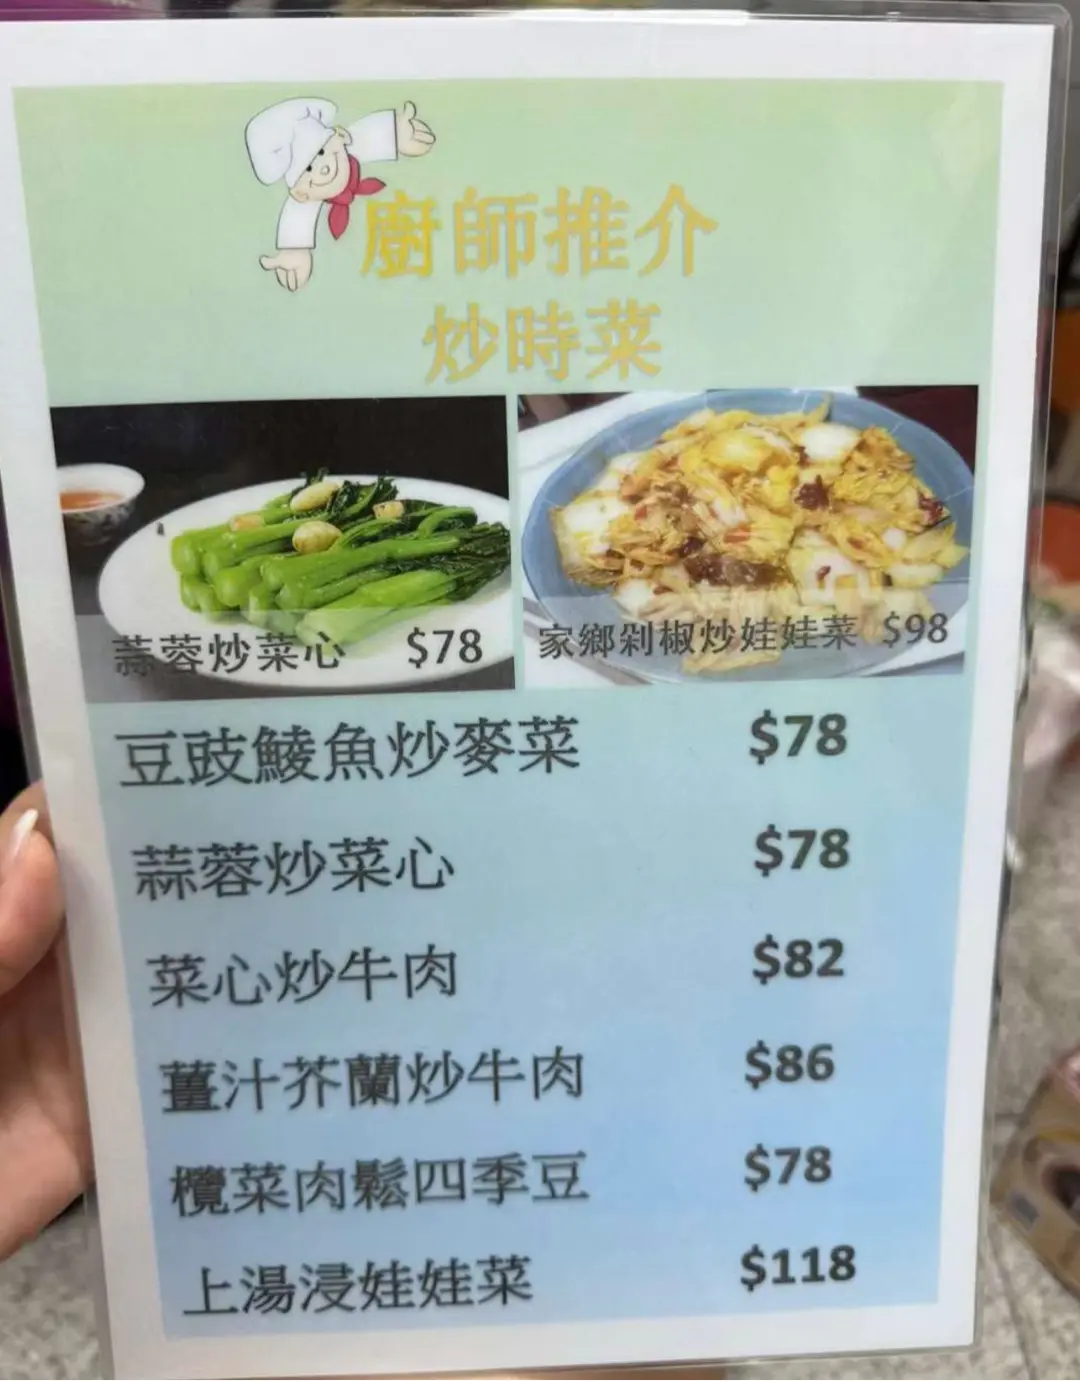 廚師推介
炒時菜
蒜蓉炒菜心 $78
家鄉剁椒炒娃娃菜 $98
豆豉鯪魚炒麥菜 $78
蒜蓉炒菜心 $78
菜心炒牛肉 $82
薑汁芥蘭炒牛肉 $86
欖菜肉鬆四季豆 $78
上湯浸娃娃菜 $118